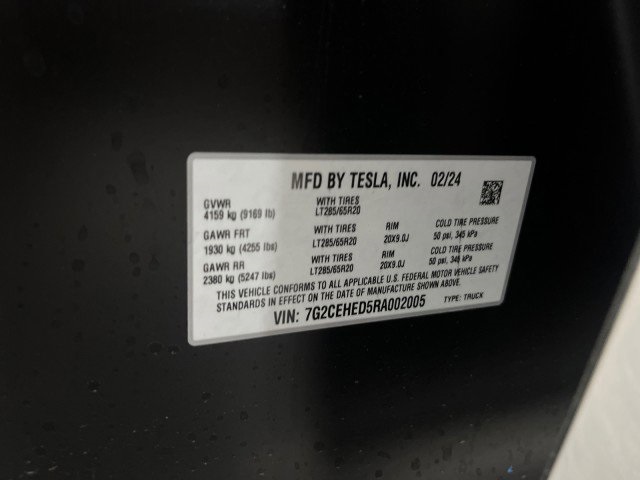 MFD BY TESLA, INC. 02/24
GVWR WITH TIRES
4159 kg (9169 lb) LT285/65R20
GAWR FRT WITH TIRES RIM COLD TIRE PRESSURE
1930 kg (4255 lbs) LT285/65R20 20X9.0J 50 psi, 345 kPa
GAWR RR WITH TIRES RIM COLD TIRE PRESSURE
2380 kg (5247 lbs) LT285/65R20 20X9.0J 50 psi, 345 kPa
THIS VEHICLE CONFORMS TO ALL APPLICABLE U.S. FEDERAL MOTOR VEHICLE SAFETY
STANDARDS IN EFFECT ON THE DATE OF MANUFACTURE SHOWN ABOVE.
VIN: 7G2CEHED5RA002005 TYPE: TRUCK